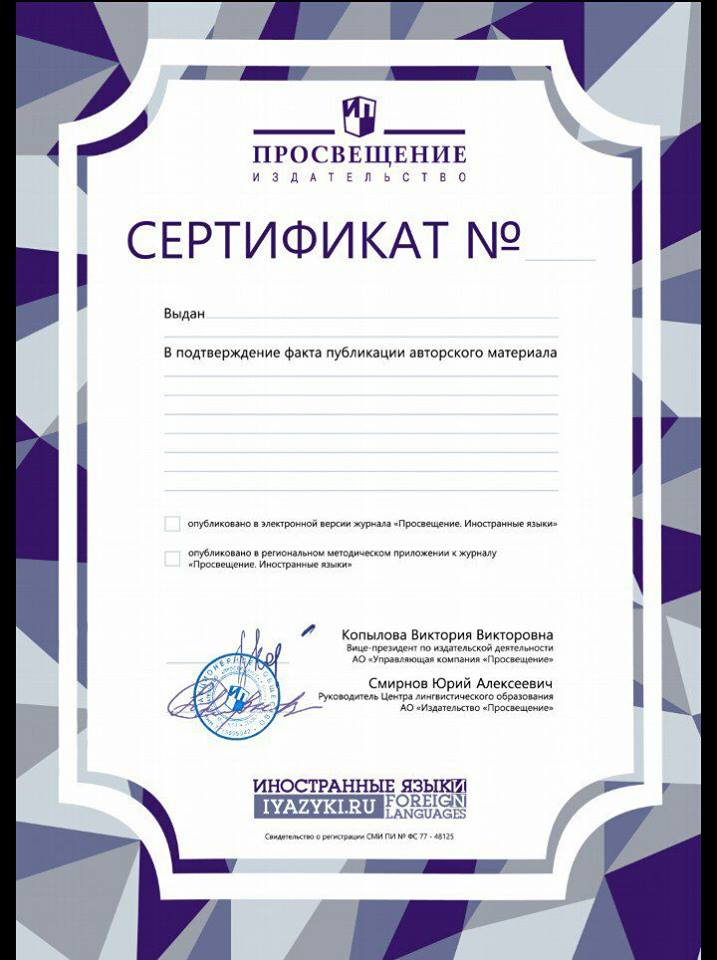 ИП
ПРОСВЕЩЕНИЕ
ИЗДАТЕЛЬСТВО
СЕРТИФИКАТ №
Выдан
В подтверждение факта публикации авторского материала
опубликовано в электронной версии журнала «Просвещение. Иностранные языки»
опубликовано в региональном методическом приложении к журналу
«Просвещение. Иностранные языки»
Копылова Виктория Викторовна
Вице-президент по издательской деятельности
АО «Управляющая компания «Просвещение»
Смирнов Юрий Алексеевич
Руководитель Центра лингвистического образования
АО «Издательство «Просвещение»
ИНОСТРАННЫЕ ЯЗЫКИ
IYAZYKI.RU FOREIGN
LANGUAGES
Свидетельство о регистрации СМИ ПИ № ФС 77 - 48125